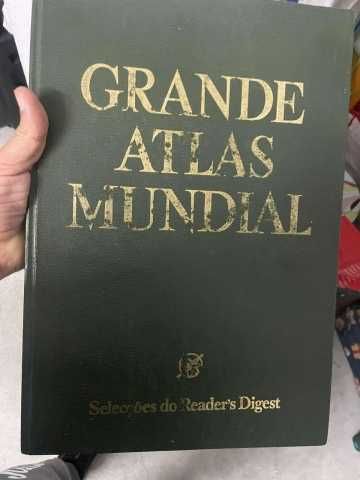 GRANDE
ATLAS
MUNDIAL
Selecções do Reader's Digest